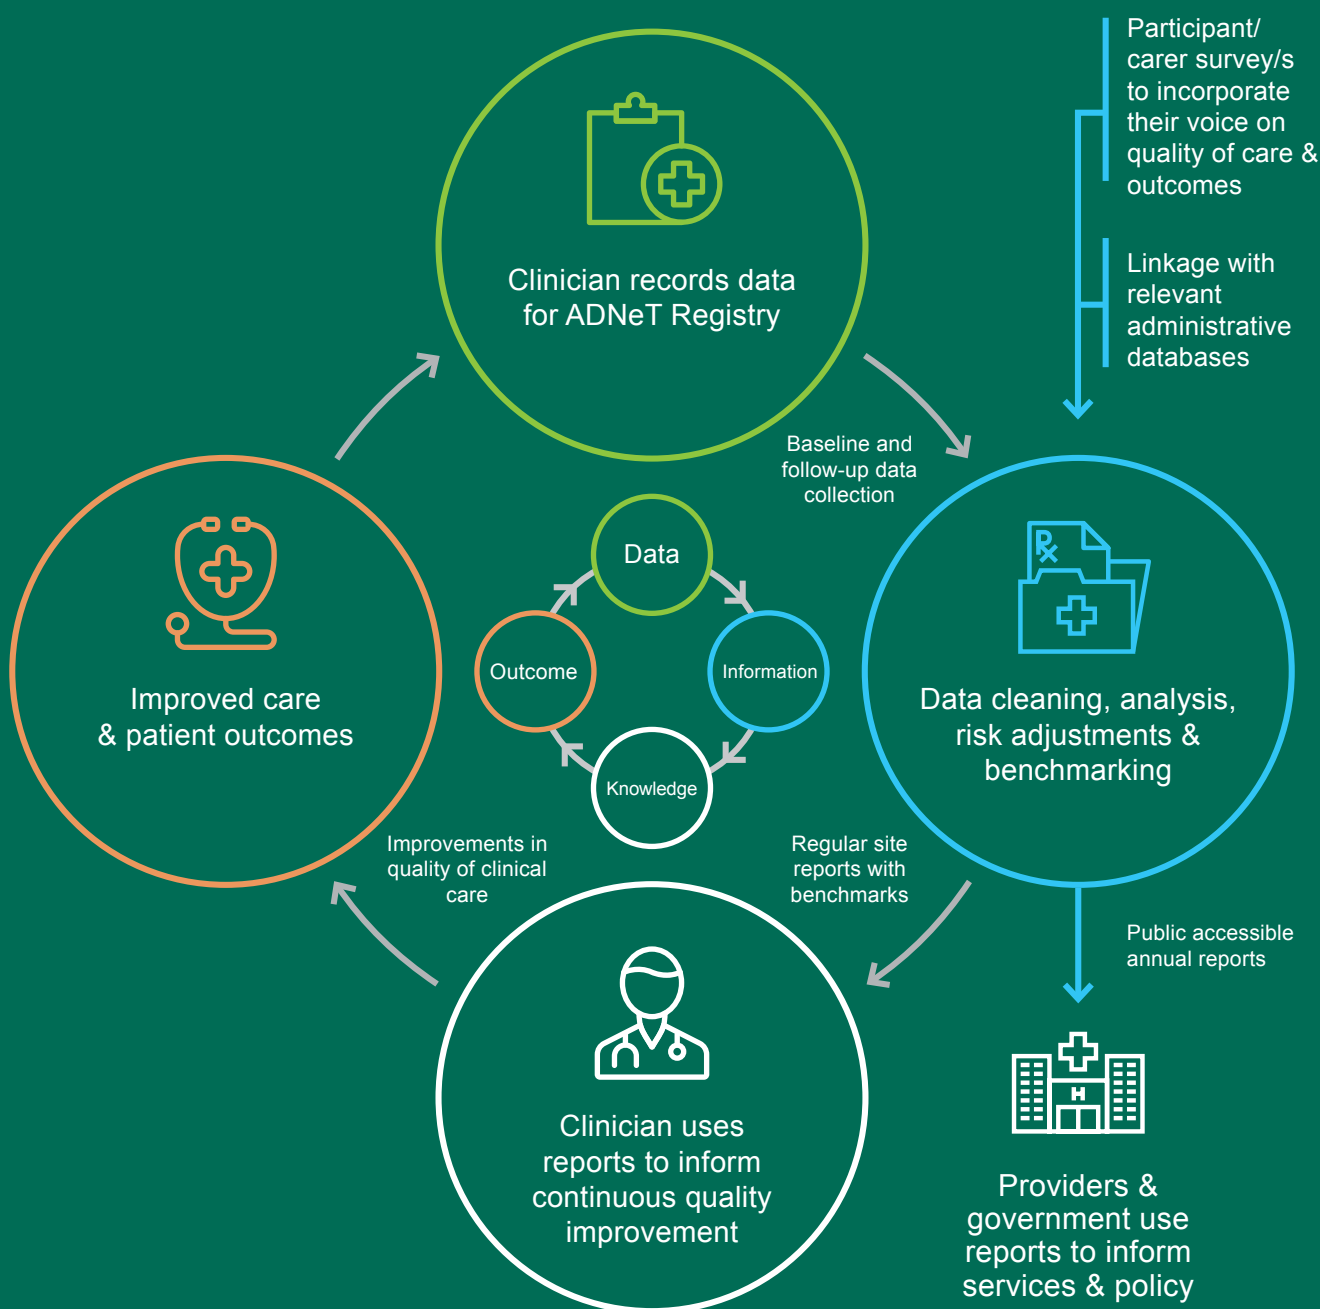 Participant/
carer survey/s
to incorporate
their voice on
quality of care &
outcomes
Linkage with
relevant
administrative
databases
Clinician records data
for ADNeT Registry
Baseline and
follow-up data
collection
Data
Outcome
Information
Knowledge
Improved care
& patient outcomes
Data cleaning, analysis,
risk adjustments &
benchmarking
Improvements in
quality of clinical
care
Regular site
reports with
benchmarks
Public accessible
annual reports
H
Clinician uses
reports to inform
continuous quality
improvement
Providers &
government use
reports to inform
services & policy